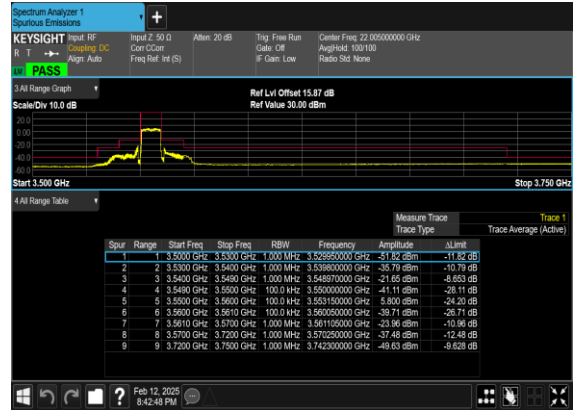 Spectrum Analyzer 1
Spurious Emissions
KEYSIGHT Input: RF Input Z: 50 Ω Atten: 20 dB Trig: Free Run Center Freq: 22.005000000 GHz
R T Coupling: DC Corr CCorr Gate: Off Avg|Hold: 100/100
Align: Auto Freq Ref: Int (S) IF Gain: Low Radio Std: None
PASS
3.All Range Graph
Ref Lvl Offset 15.87 dB
Scale/Div 10.0 dB Ref Value 30.00 dBm
20.0
0.00
-20.0
-40.0
-60.0
Start 3.500 GHz Stop 3.750 GHz
4.All Range Table
Measure Trace Trace 1
Trace Type Trace Average (Active)
Spur Range Start Freq Stop Freq RBW Frequency Amplitude ΔLimit
1 1 3.5000 GHz 3.5300 GHz 1.000 MHz 3.529950000 GHz -51.82 dBm -11.82 dB
2 2 3.5300 GHz 3.5400 GHz 1.000 MHz 3.539800000 GHz -35.79 dBm -10.79 dB
3 3 3.5400 GHz 3.5490 GHz 1.000 MHz 3.548970000 GHz -21.65 dBm -8.653 dB
4 4 3.5490 GHz 3.5500 GHz 100.0 kHz 3.550000000 GHz -41.11 dBm -28.11 dB
5 5 3.5500 GHz 3.5600 GHz 100.0 kHz 3.553150000 GHz 5.800 dBm -24.20 dB
6 6 3.5600 GHz 3.5610 GHz 100.0 kHz 3.560050000 GHz -39.71 dBm -26.71 dB
7 7 3.5610 GHz 3.5700 GHz 1.000 MHz 3.561105000 GHz -23.96 dBm -10.96 dB
8 8 3.5700 GHz 3.7200 GHz 1.000 MHz 3.570250000 GHz -37.48 dBm -12.48 dB
9 9 3.7200 GHz 3.7500 GHz 1.000 MHz 3.742300000 GHz -49.63 dBm -9.628 dB
Feb 12, 2025
8:42:48 PM